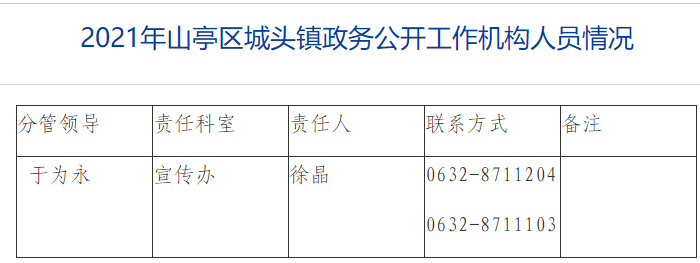 2021年山亭区城头镇政务公开工作机构人员情况
分管领导 责任科室 责任人 联系方式 备注
于为永 宣传办 徐晶 0632-8711204
0632-8711103